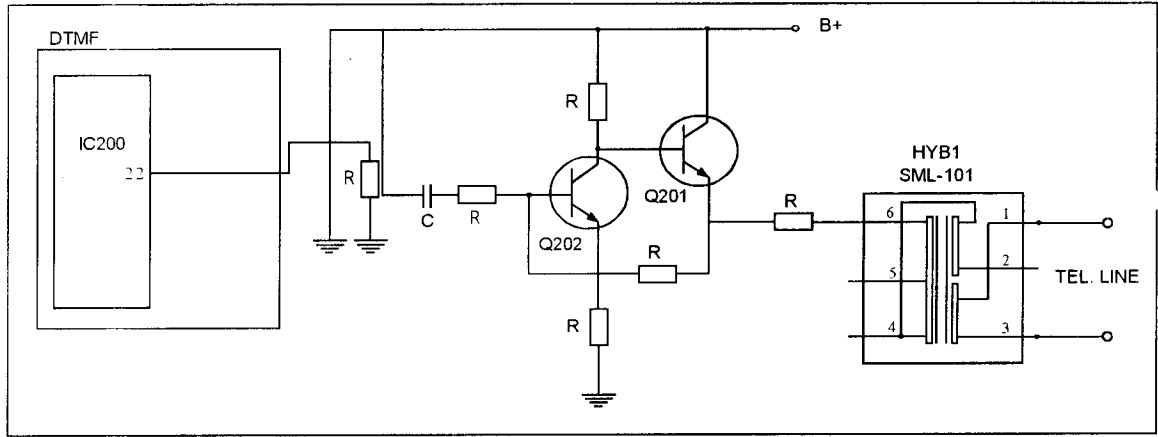 DTMF
IC200
22
R
C
R
R
Q202
R
R
Q201
B+
R
HYB1
SML-101
6
5
4
1
2
3
TEL. LINE